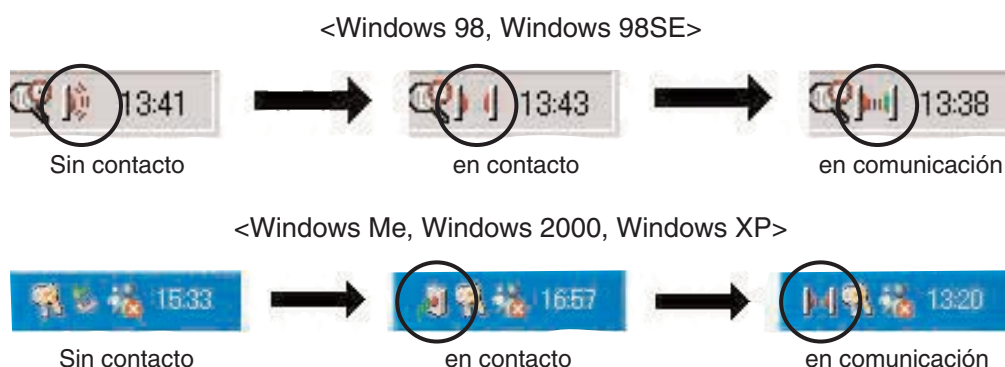 <Windows 98, Windows 98SE>
13:41 13:43 13:38
Sin contacto en contacto en comunicación
<Windows Me, Windows 2000, Windows XP>
15:33 16:57 13:20
Sin contacto en contacto en comunicación